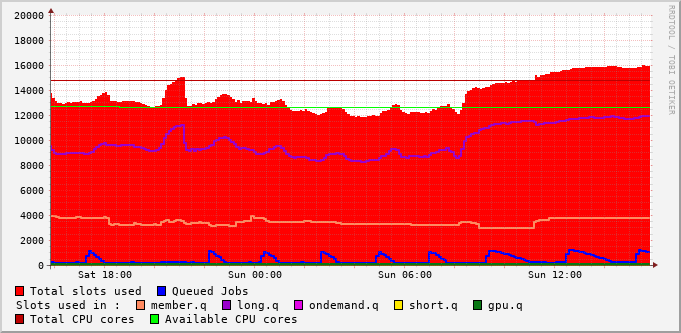 20000
18000
16000
14000
12000
10000
8000
6000
4000
2000
0
Sat 18:00 Sun 00:00 Sun 06:00 Sun 12:00
RRDTOOL / TOBI OETIKER
Total slots used Queued Jobs
Slots used in : member.q long.q ondemand.q short.q gpu.q
Total CPU cores Available CPU cores